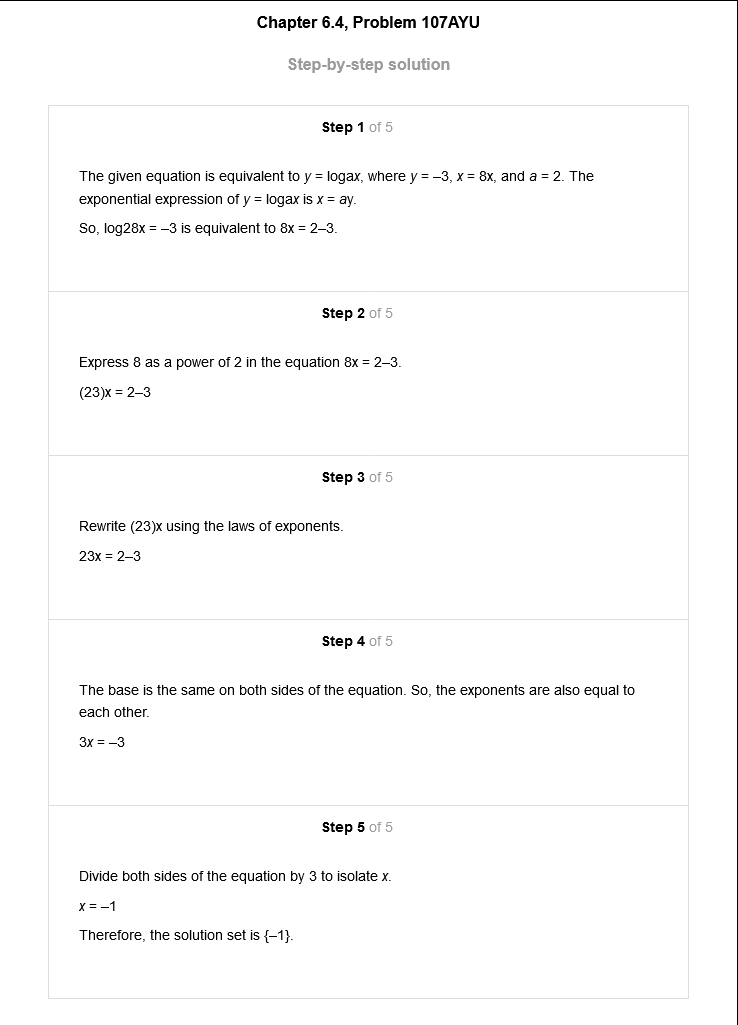 Chapter 6.4, Problem 107AYU
Step-by-step solution
Step 1 of 5
The given equation is equivalent to y = logax, where y = –3, x = 8x, and a = 2. The
exponential expression of y = logax is x = ay.
So, log28x = –3 is equivalent to 8x = 2–3.
Step 2 of 5
Express 8 as a power of 2 in the equation 8x = 2–3.
(23)x = 2–3
Step 3 of 5
Rewrite (23)x using the laws of exponents.
23x = 2–3
Step 4 of 5
The base is the same on both sides of the equation. So, the exponents are also equal to
each other.
3x = –3
Step 5 of 5
Divide both sides of the equation by 3 to isolate x.
x = –1
Therefore, the solution set is {–1}.